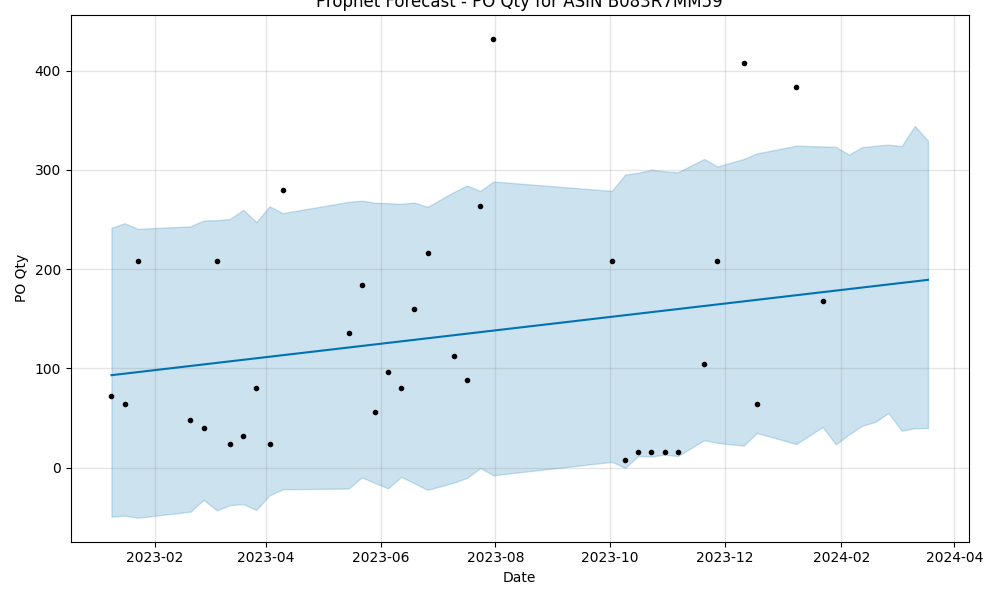 Prophet Forecast - PO Qty for ASIN B083R7MM59
400
300
200
100
0
PO Qty
2023-02 2023-04 2023-06 2023-08 2023-10 2023-12 2024-02 2024-04
Date